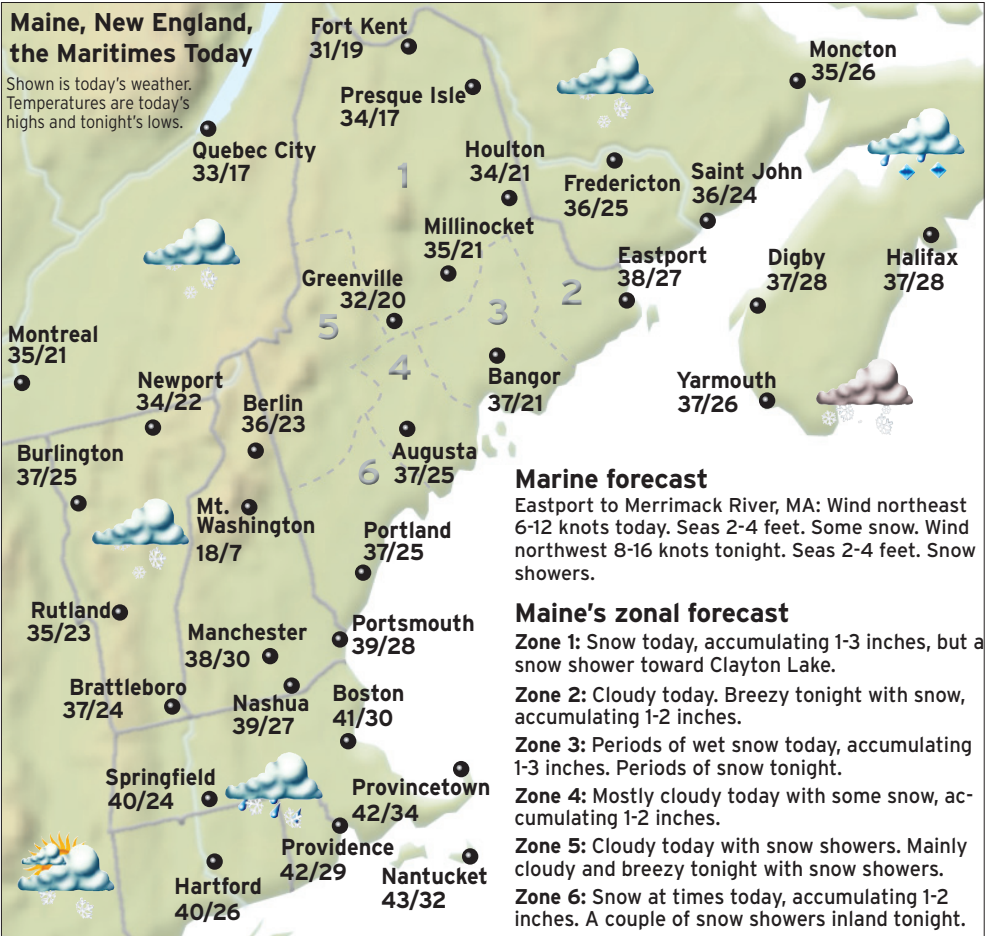 Maine, New England,
the Maritimes Today
Shown is today's weather.
Temperatures are today's
highs and tonight's lows.
Fort Kent
31/19
Moncton
35/26
Presque Isle
34/17
Quebec City
33/17
Houlton
34/21
1
Fredericton
36/25
Saint John
36/24
Millinocket
35/21
Greenville
32/20
Eastport
38/27
Digby
37/28
Halifax
37/28
2
3
5
4
Montreal
35/21
Newport
34/22
Berlin
36/23
Bangor
37/21
Yarmouth
37/26
Burlington
37/25
Augusta
37/25
6
Mt.
Washington
18/7
Portland
37/25
Rutland
35/23
Manchester
38/30
Portsmouth
39/28
Brattleboro
37/24
Nashua
39/27
Boston
41/30
Springfield
40/24
Provincetown
42/34
Providence
42/29
Nantucket
43/32
Hartford
40/26
Marine forecast
Eastport to Merrimack River, MA: Wind northeast
6-12 knots today. Seas 2-4 feet. Some snow. Wind
northwest 8-16 knots tonight. Seas 2-4 feet. Snow
showers.
Maine's zonal forecast
Zone 1: Snow today, accumulating 1-3 inches, but a
snow shower toward Clayton Lake.
Zone 2: Cloudy today. Breezy tonight with snow,
accumulating 1-2 inches.
Zone 3: Periods of wet snow today, accumulating
1-3 inches. Periods of snow tonight.
Zone 4: Mostly cloudy today with some snow, ac-
cumulating 1-2 inches.
Zone 5: Cloudy today with snow showers. Mainly
cloudy and breezy tonight with snow showers.
Zone 6: Snow at times today, accumulating 1-2
inches. A couple of snow showers inland tonight.